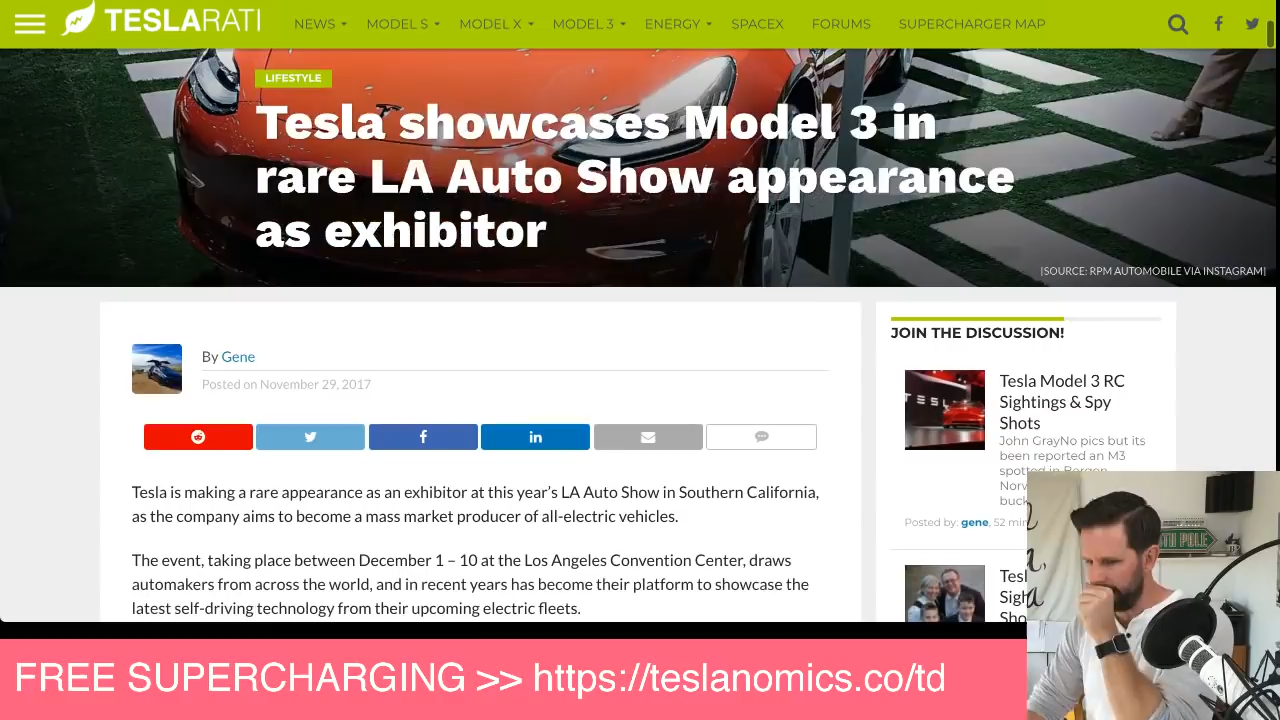 TESLARATI
NEWS MODEL S MODEL X MODEL 3 ENERGY SPACEX FORUMS SUPERCHARGER MAP
LIFESTYLE
Tesla showcases Model 3 in
rare LA Auto Show appearance
as exhibitor
[SOURCE: RPM AUTOMOBILE VIA INSTAGRAM]
By Gene
Posted on November 29, 2017
Tesla is making a rare appearance as an exhibitor at this year's LA Auto Show in Southern California,
as the company aims to become a mass market producer of all-electric vehicles.
The event, taking place between December 1 – 10 at the Los Angeles Convention Center, draws
automakers from across the world, and in recent years has become their platform to showcase the
latest self-driving technology from their upcoming electric fleets.
JOIN THE DISCUSSION!
Tesla Model 3 RC
Sightings & Spy
Shots
John GrayNo pics but its
been reported an M3
spotted in Bergen
Posted by: gene, 52
FREE SUPERCHARGING >> https://teslanomics.co/td